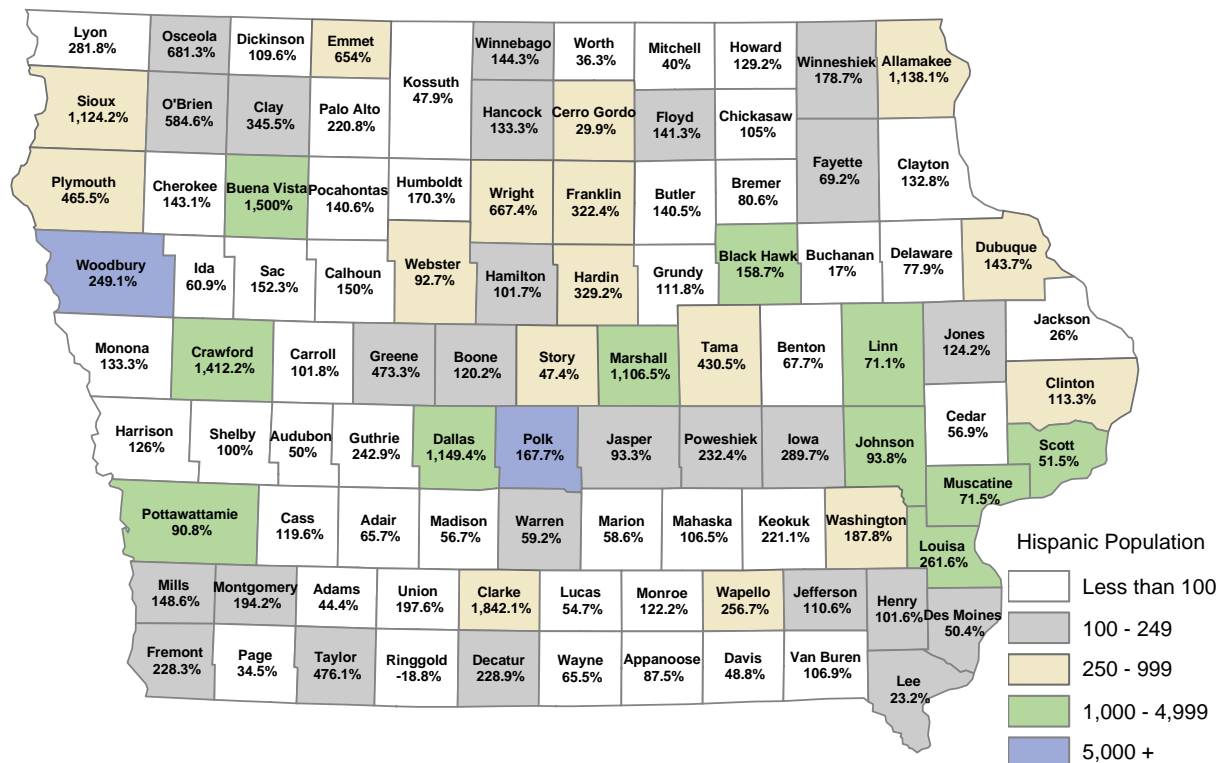 Lyon
281.8%
Osceola
681.3%
Dickinson
109.6%
Emmet
654%
Kossuth
47.9%
Winnebago
144.3%
Worth
36.3%
Mitchell
40%
Howard
129.2%
Winneshiek
178.7%
Allamakee
1,138.1%
Sioux
1,124.2%
O'Brien
584.6%
Clay
345.5%
Palo Alto
220.8%
Hancock
133.3%
Cerro Gordo
29.9%
Floyd
141.3%
Chickasaw
105%
Fayette
69.2%
Clayton
132.8%
Plymouth
465.5%
Cherokee
143.1%
Buena Vista
1,500%
Pocahontas
140.6%
Humboldt
170.3%
Wright
667.4%
Franklin
322.4%
Butler
140.5%
Bremer
80.6%
Woodbury
249.1%
Ida
60.9%
Sac
152.3%
Calhoun
150%
Webster
92.7%
Hamilton
101.7%
Hardin
329.2%
Grundy
111.8%
Black Hawk
158.7%
Buchanan
17%
Delaware
77.9%
Dubuque
143.7%
Monona
133.3%
Crawford
1,412.2%
Carroll
101.8%
Greene
473.3%
Boone
120.2%
Story
47.4%
Marshall
1,106.5%
Tama
430.5%
Benton
67.7%
Linn
71.1%
Jones
124.2%
Jackson
26%
Clinton
113.3%
Harrison
126%
Shelby
100%
Audubon
50%
Guthrie
242.9%
Dallas
1,149.4%
Polk
167.7%
Jasper
93.3%
Poweshiek
232.4%
Iowa
289.7%
Johnson
93.8%
Cedar
56.9%
Scott
51.5%
Muscatine
71.5%
Pottawattamie
90.8%
Cass
119.6%
Adair
65.7%
Madison
56.7%
Warren
59.2%
Marion
58.6%
Mahaska
106.5%
Keokuk
221.1%
Washington
187.8%
Louisa
261.6%
Mills
148.6%
Montgomery
194.2%
Adams
44.4%
Union
197.6%
Clarke
1,842.1%
Lucas
54.7%
Monroe
122.2%
Wapello
256.7%
Jefferson
110.6%
Henry
101.6%
Des Moines
50.4%
Fremont
228.3%
Page
34.5%
Taylor
476.1%
Ringgold
-18.8%
Decatur
228.9%
Wayne
65.5%
Appanoose
87.5%
Davis
48.8%
Van Buren
106.9%
Lee
23.2%
Hispanic Population
Less than 100
100 - 249
250 - 999
1,000 - 4,999
5,000 +